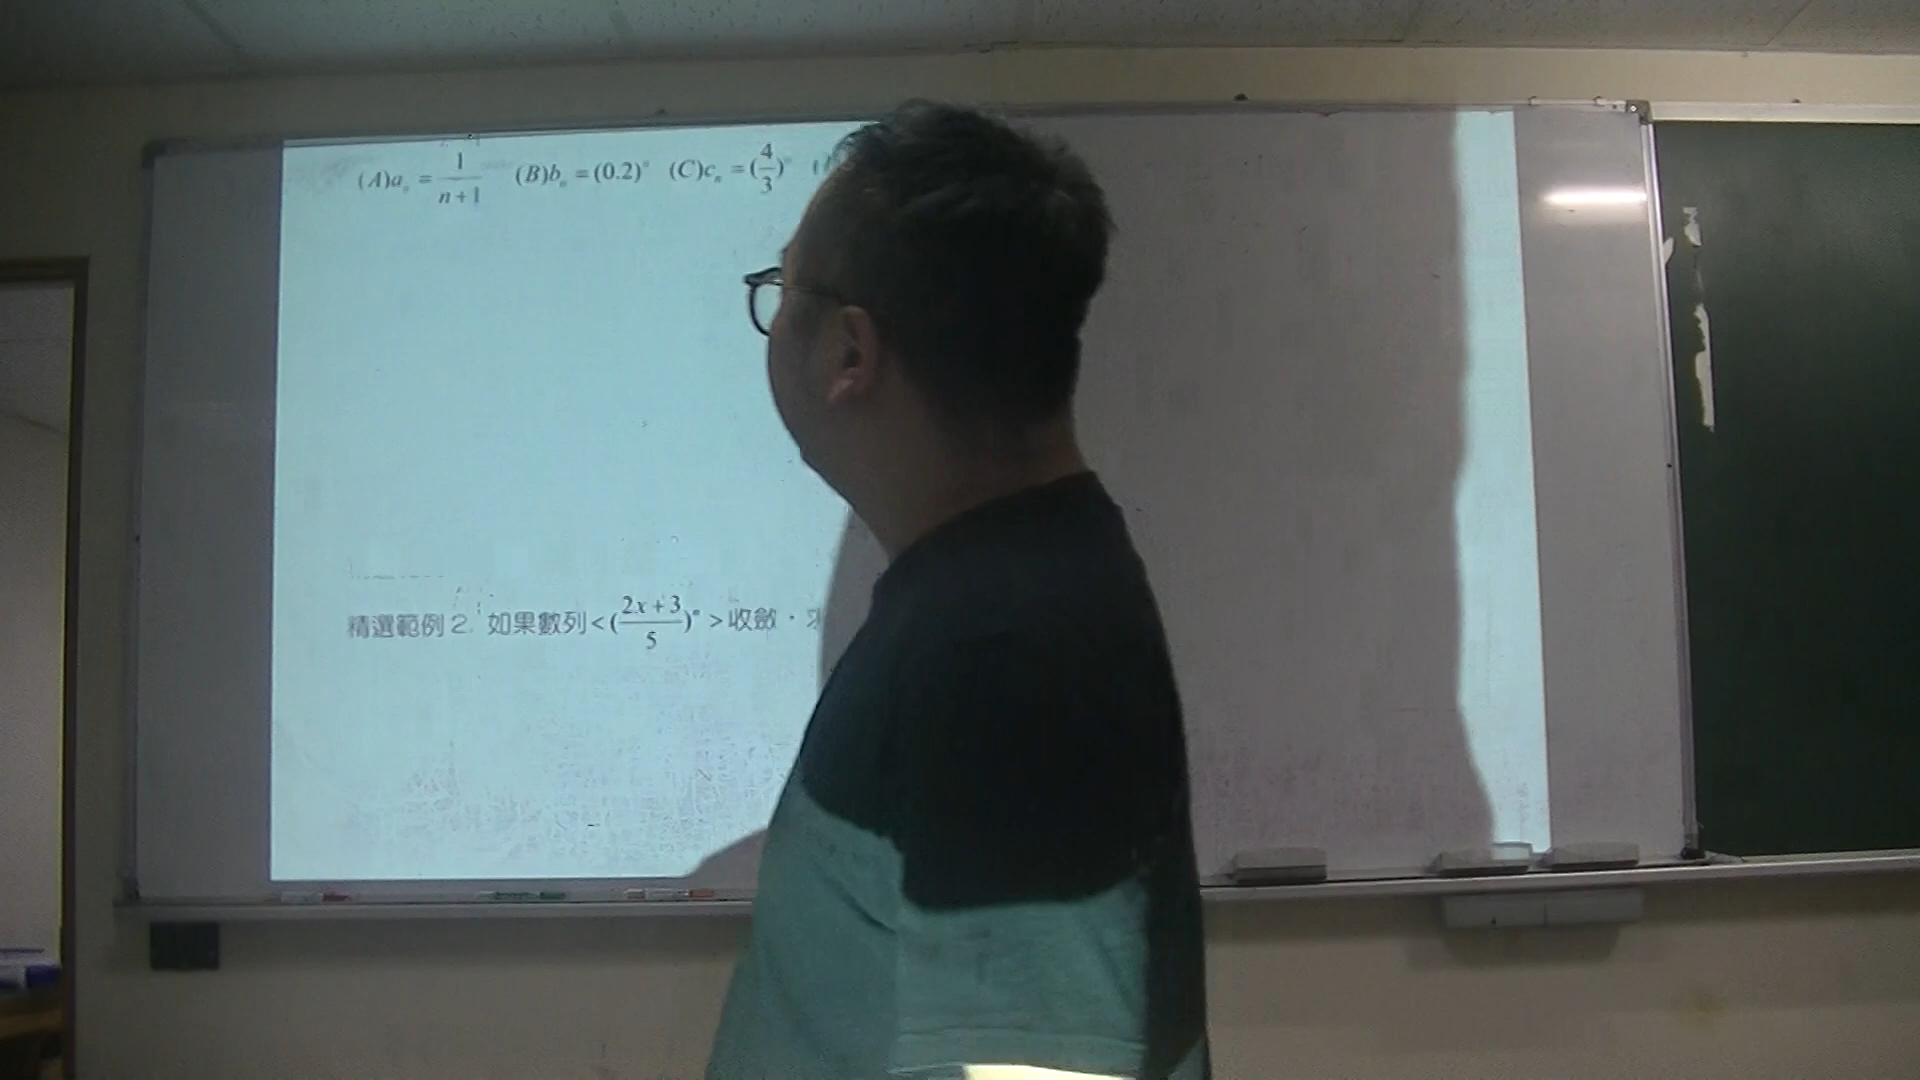 (A)aₙ = 1/(n+1) (B)bₙ = (0.2)ⁿ (C)cₙ = (4/3)ⁿ
精選範例 2. 如果數列 < ((2x+3)/5)ⁿ > 收斂，